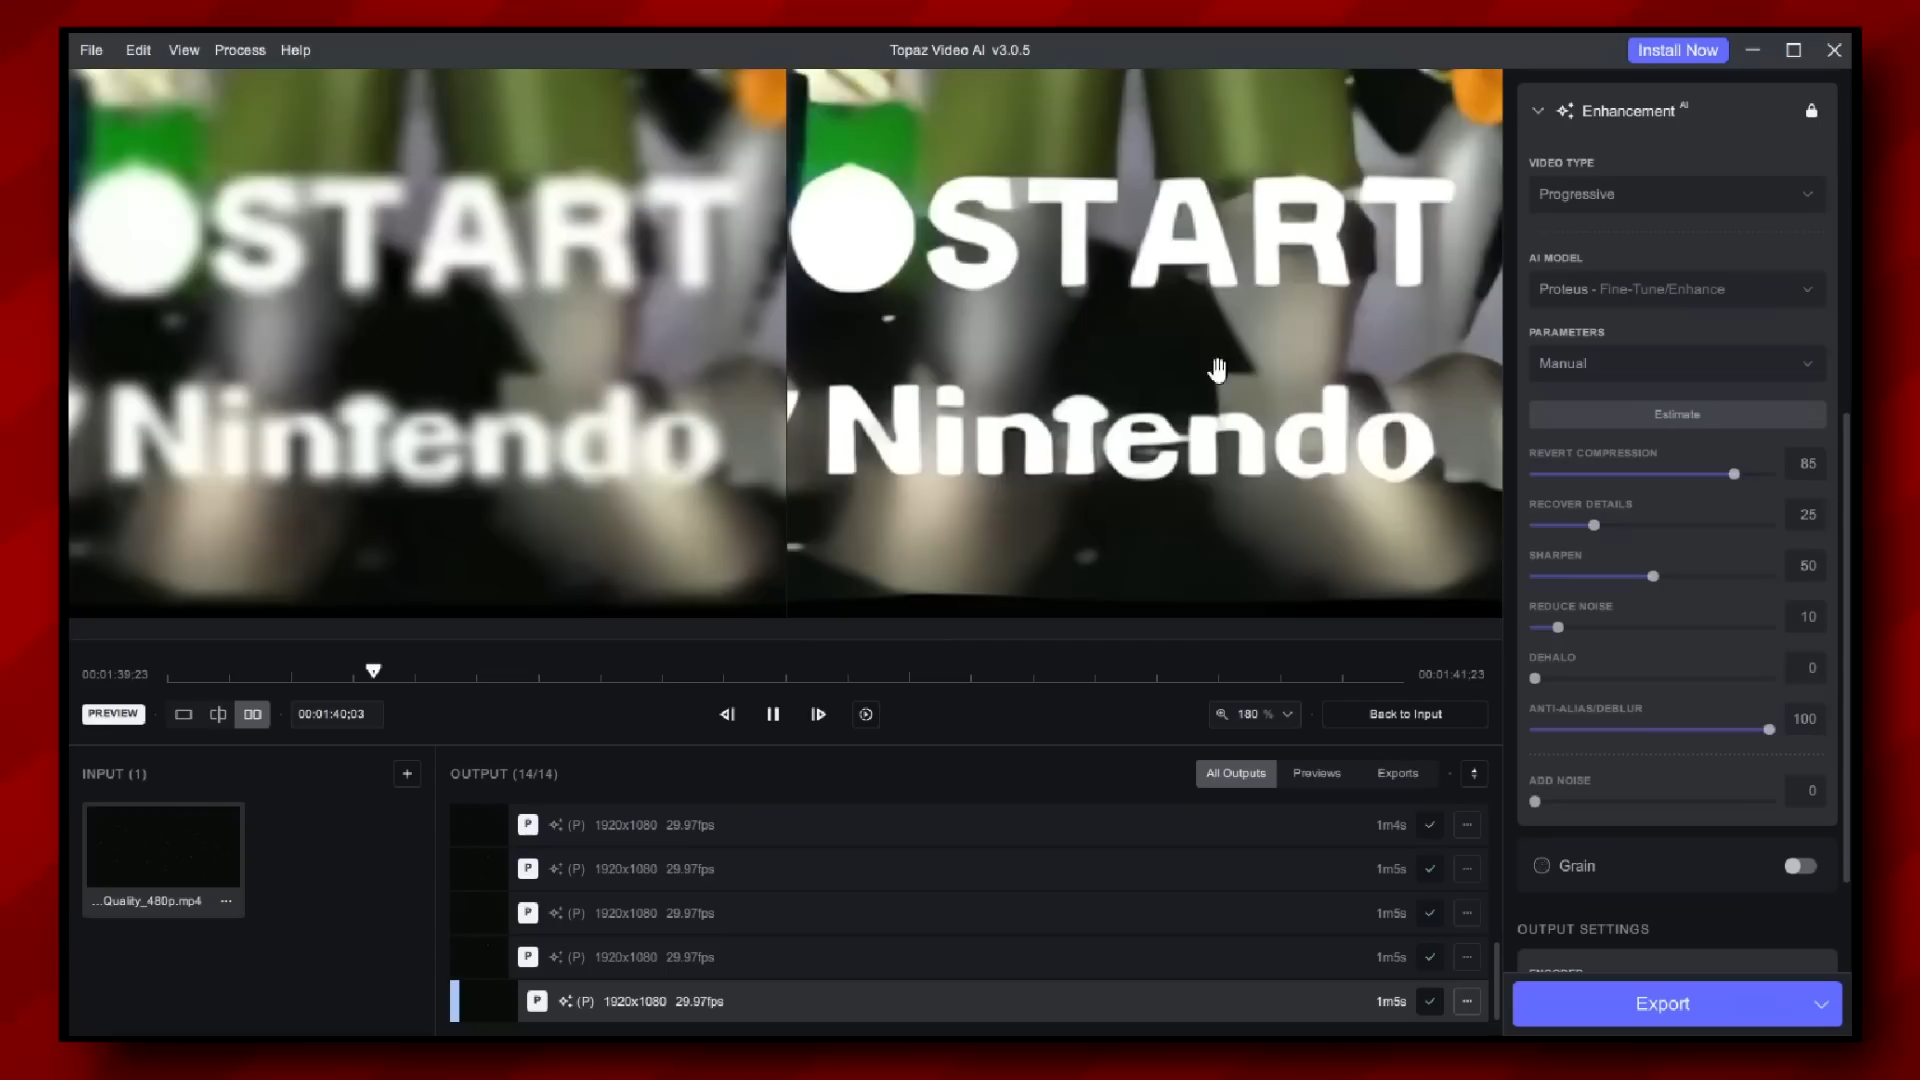 File Edit View Process Help
Topaz Video AI v3.0.5
Install Now
START
Nintendo
START
Nintendo
Enhancement AI
VIDEO TYPE
Progressive
AI MODEL
Proteus - Fine-Tune/Enhance
PARAMETERS
Manual
Estimate
REVERT COMPRESSION
85
RECOVER DETAILS
25
SHARPEN
50
REDUCE NOISE
10
DEHALO
0
ANTI-ALIAS/DEBLUR
100
ADD NOISE
0
Grain
OUTPUT SETTINGS
Export
00:01:39;23
00:01:41;23
PREVIEW
00:01:40;03
180 %
Back to Input
INPUT (1)
...Quality_480p.mp4
OUTPUT (14/14)
All Outputs Previews Exports
P (P) 1920x1080 29.97fps 1m4s
P (P) 1920x1080 29.97fps 1m5s
P (P) 1920x1080 29.97fps 1m5s
P (P) 1920x1080 29.97fps 1m5s
P (P) 1920x1080 29.97fps 1m5s